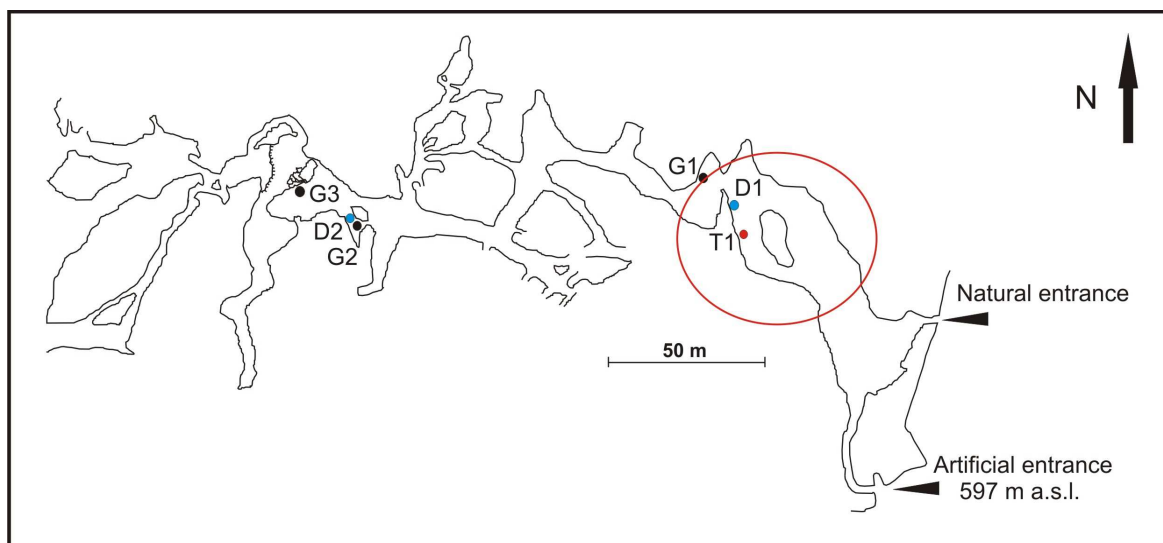 N
G1
D1
G3
D2
T1
G2
Natural entrance
50 m
Artificial entrance
597 m a.s.l.